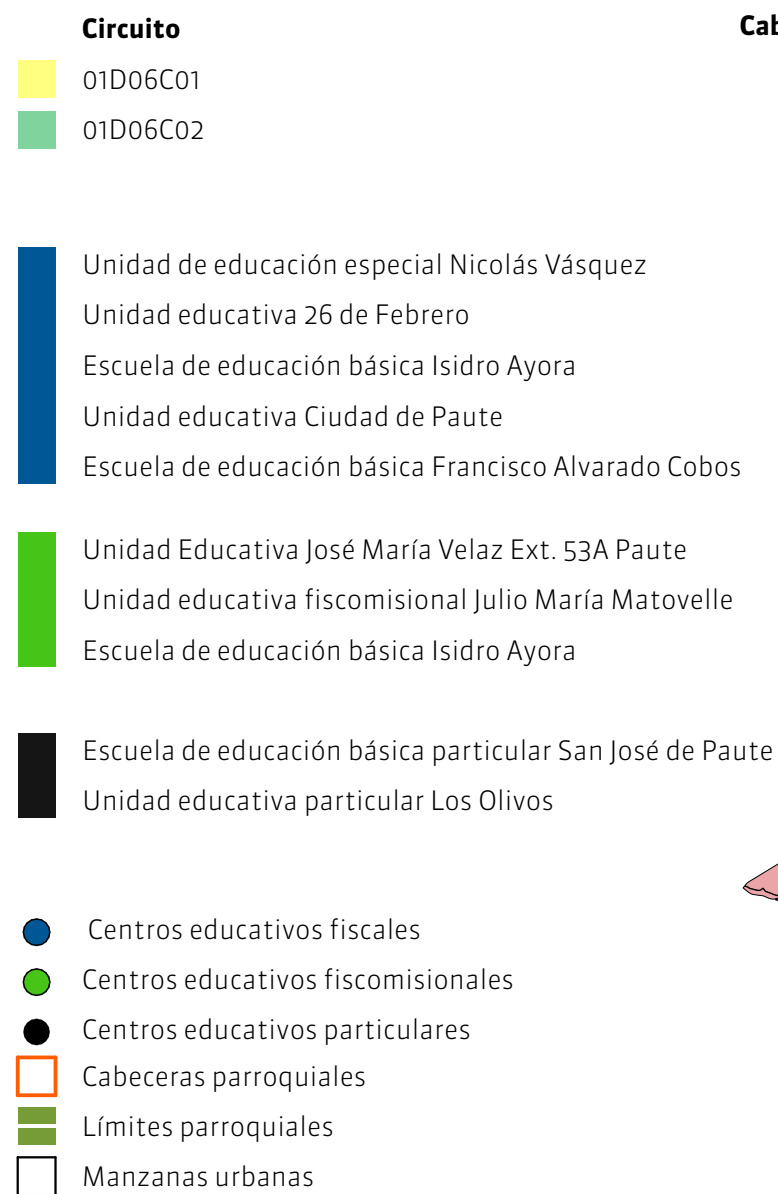 Circuito
Cab
01D06C01
01D06C02
Unidad de educación especial Nicolás Vásquez
Unidad educativa 26 de Febrero
Escuela de educación básica Isidro Ayora
Unidad educativa Ciudad de Paute
Escuela de educación básica Francisco Alvarado Cobos
Unidad Educativa José María Velaz Ext. 53A Paute
Unidad educativa fiscomisional Julio María Matovelle
Escuela de educación básica Isidro Ayora
Escuela de educación básica particular San José de Paute
Unidad educativa particular Los Olivos
Centros educativos fiscales
Centros educativos fiscomisionales
Centros educativos particulares
Cabeceras parroquiales
Límites parroquiales
Manzanas urbanas